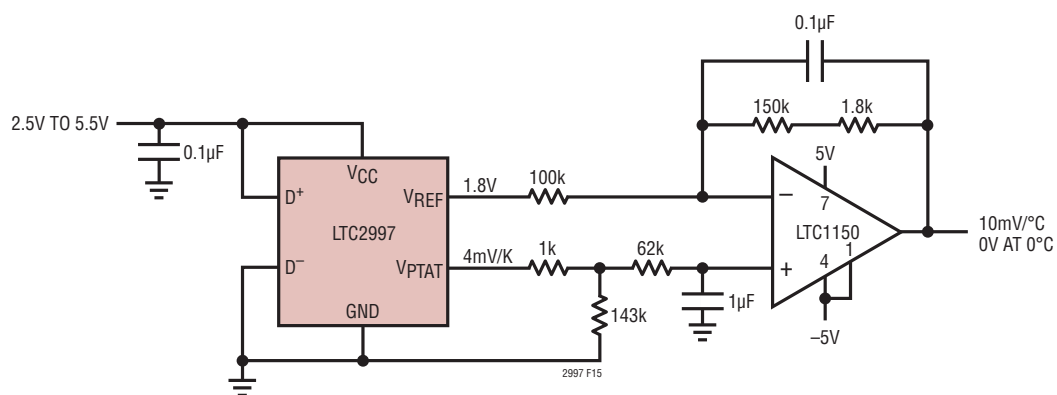 0.1µF
150k
1.8k
2.5V TO 5.5V
0.1µF
VCC
5V
D+
VREF
1.8V
100k
–
7
LTC2997
LTC1150
10mV/°C
0V AT 0°C
4mV/K
1k
62k
1
4
D–
VPTAT
+
GND
143k
1µF
–5V
2997 F15